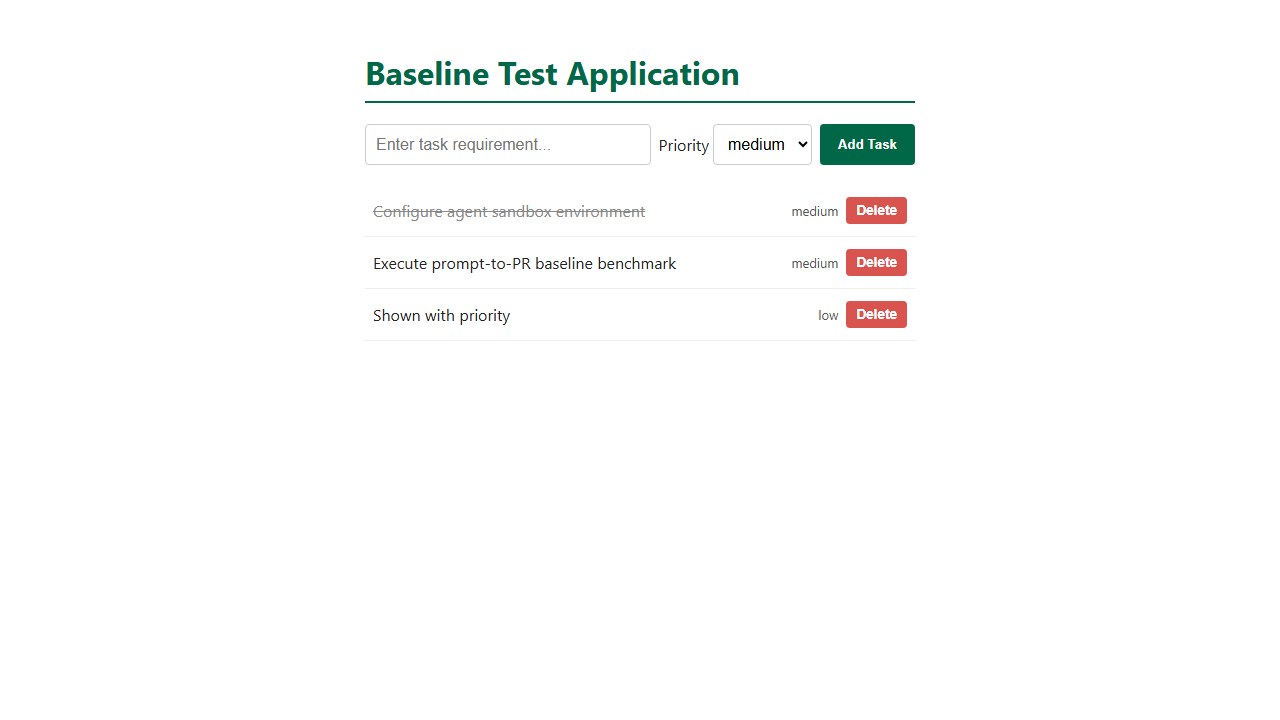 Baseline Test Application
Enter task requirement... Priority medium Add Task
Configure agent sandbox environment medium Delete
Execute prompt-to-PR baseline benchmark medium Delete
Shown with priority low Delete